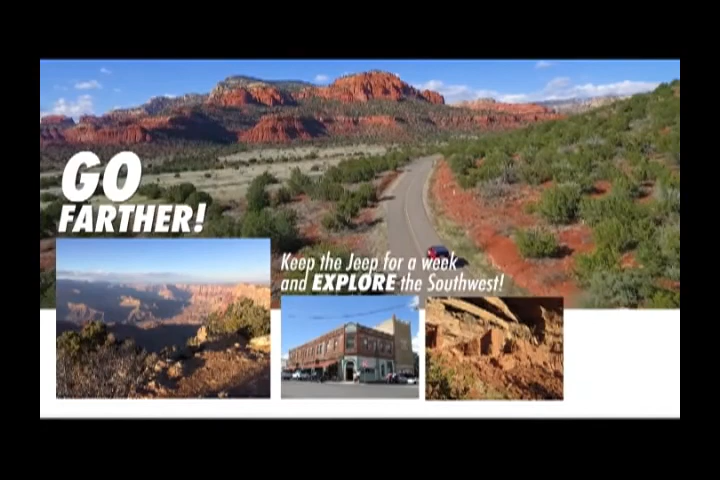 GO
FARTHER!
Keep the Jeep for a week
and EXPLORE the Southwest!